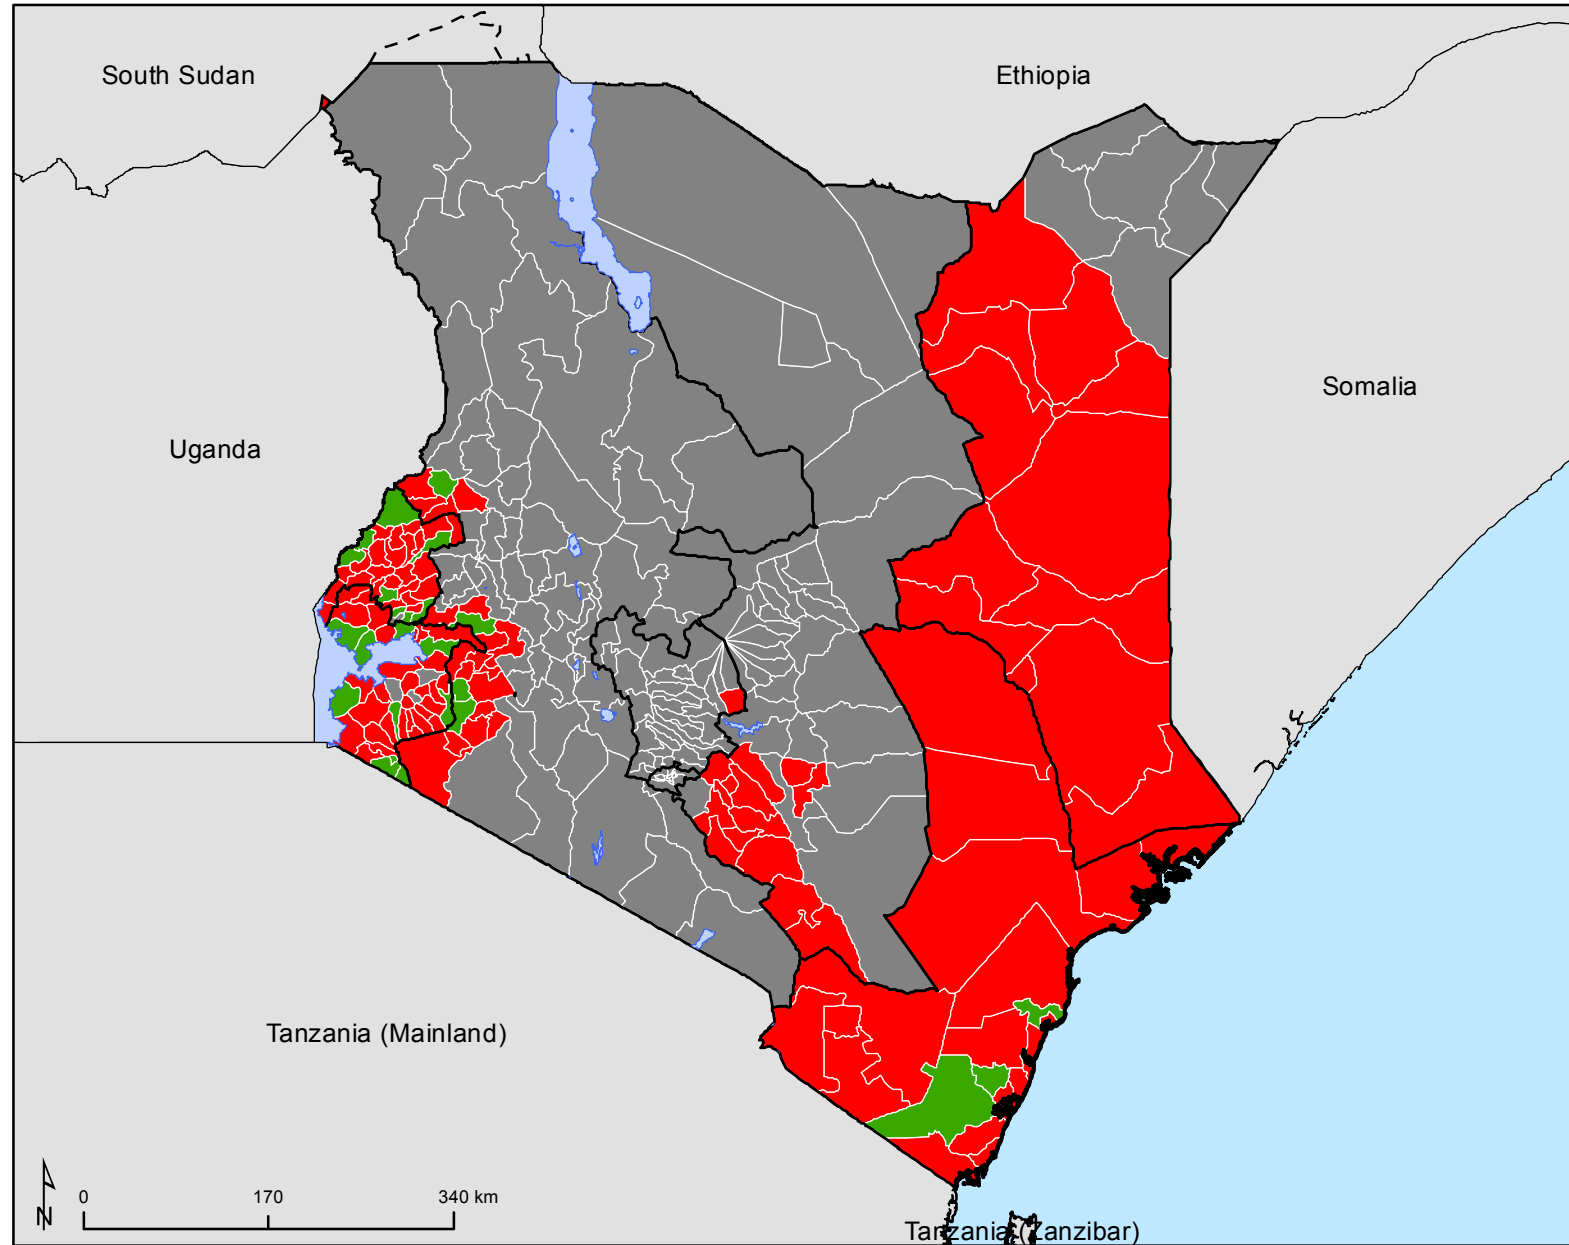 South Sudan
Ethiopia
Somalia
Uganda
Tanzania (Mainland)
N
0 170 340 km
Tanzania (Zanzibar)